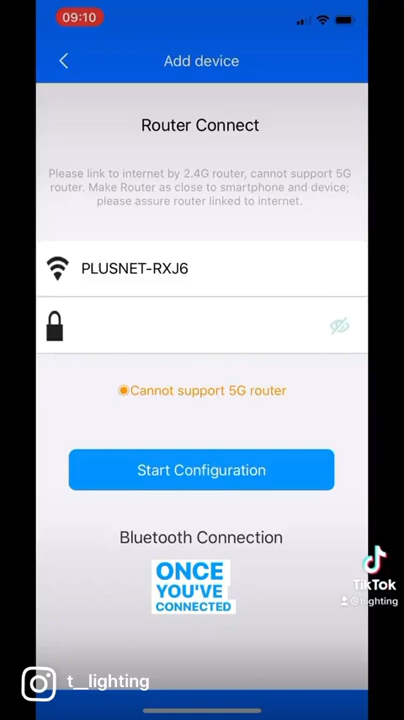 09:10
Add device
Router Connect
Please link to internet by 2.4G router, cannot support 5G
router. Make Router as close to smartphone and device;
please assure router linked to internet.
PLUSNET-RXJ6
Cannot support 5G router
Start Configuration
Bluetooth Connection
ONCE
YOU'VE
CONNECTED
TikTok
t__lighting